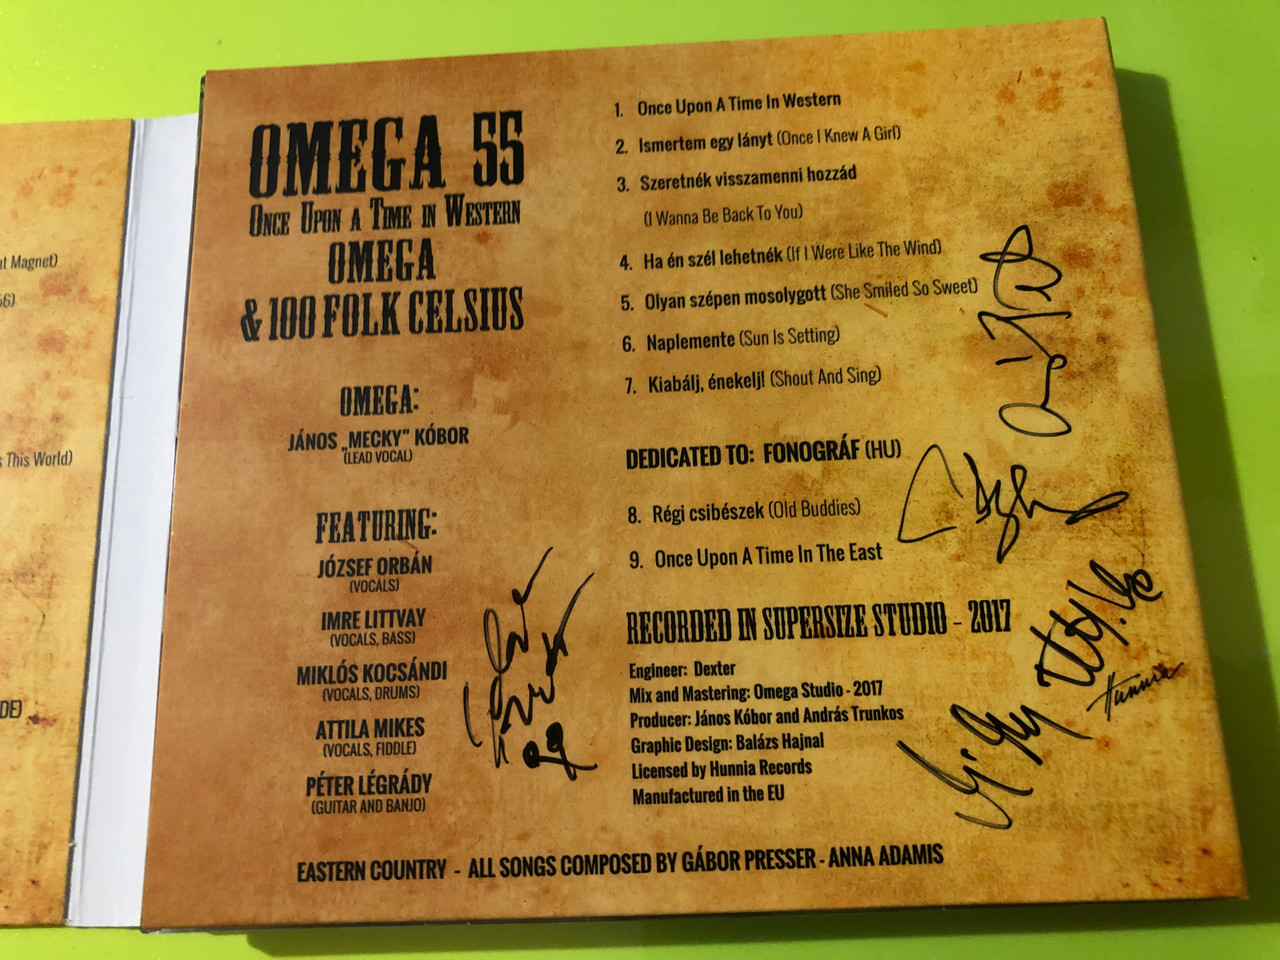 nt Magnet)
66)
s This World)
DE)
OMEGA 55
ONCE UPON A TIME IN WESTERN
OMEGA
& 100 FOLK CELSIUS
OMEGA:
JÁNOS „MECKY” KÓBOR
(LEAD VOCAL)
FEATURING:
JÓZSEF ORBÁN
(VOCALS)
IMRE LITTVAY
(VOCALS, BASS)
MIKLÓS KOCSÁNDI
(VOCALS, DRUMS)
ATTILA MIKES
(VOCALS, FIDDLE)
PÉTER LÉGRÁDY
(GUITAR AND BANJO)
1. Once Upon A Time In Western
2. Ismertem egy lányt (Once I Knew A Girl)
3. Szeretnék visszamenni hozzád
(I Wanna Be Back To You)
4. Ha én szél lehetnék (If I Were Like The Wind)
5. Olyan szépen mosolygott (She Smiled So Sweet)
6. Naplemente (Sun Is Setting)
7. Kiabálj, énekelj! (Shout And Sing)
DEDICATED TO: FONOGRÁF (HU)
8. Régi csibészek (Old Buddies)
9. Once Upon A Time In The East
RECORDED IN SUPERSIZE STUDIO - 2017
Engineer: Dexter
Mix and Mastering: Omega Studio - 2017
Producer: János Kóbor and András Trunkos
Graphic Design: Balázs Hajnal
Licensed by Hunnia Records
Manufactured in the EU
Hunnia
EASTERN COUNTRY - ALL SONGS COMPOSED BY GÁBOR PRESSER - ANNA ADAMIS